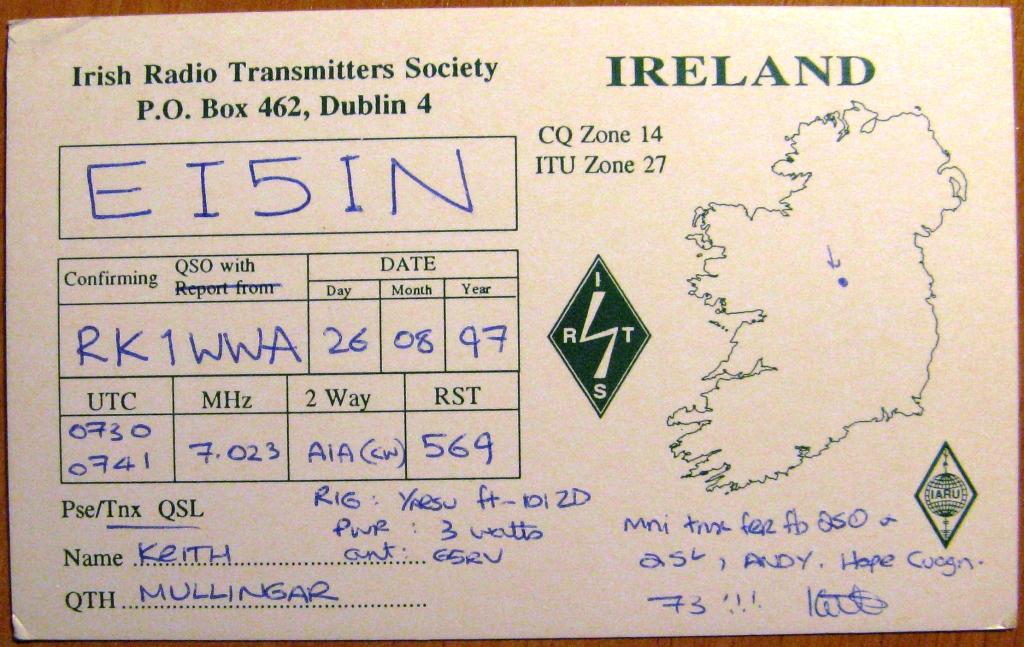 Irish Radio Transmitters Society
P.O. Box 462, Dublin 4
IRELAND
CQ Zone 14
ITU Zone 27
EI5IN
Confirming QSO with
Report from
DATE
Day Month Year
RK1WWA 26 08 97
UTC MHz 2 Way RST
0730
0741
7.023 A1A (CW) 569
I
R T
S
IARU
Pse/Tnx QSL
RIG: YAESU ft-101ZD
PWR : 3 watts
ant: G5RV
Name KEITH
QTH MULLINGAR
Mni tnx fer fb QSO &
QSL, ANDY. Hope Cuagn.
73 !!! Keith